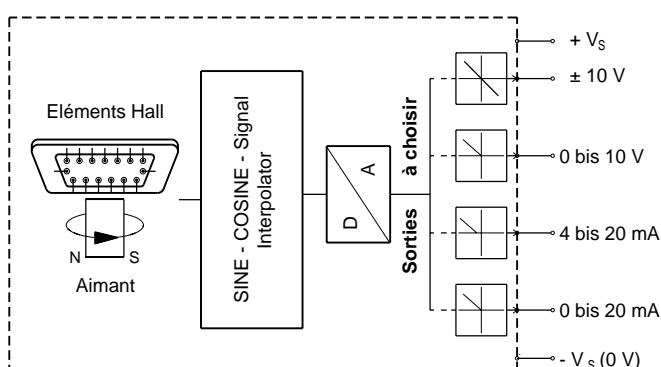 + VS
± 10 V
Eléments Hall
N
S
Aimant
SINE - COSINE - Signal
Interpolator
D
A
Sorties à choisir
0 bis 10 V
4 bis 20 mA
0 bis 20 mA
- VS (0 V)